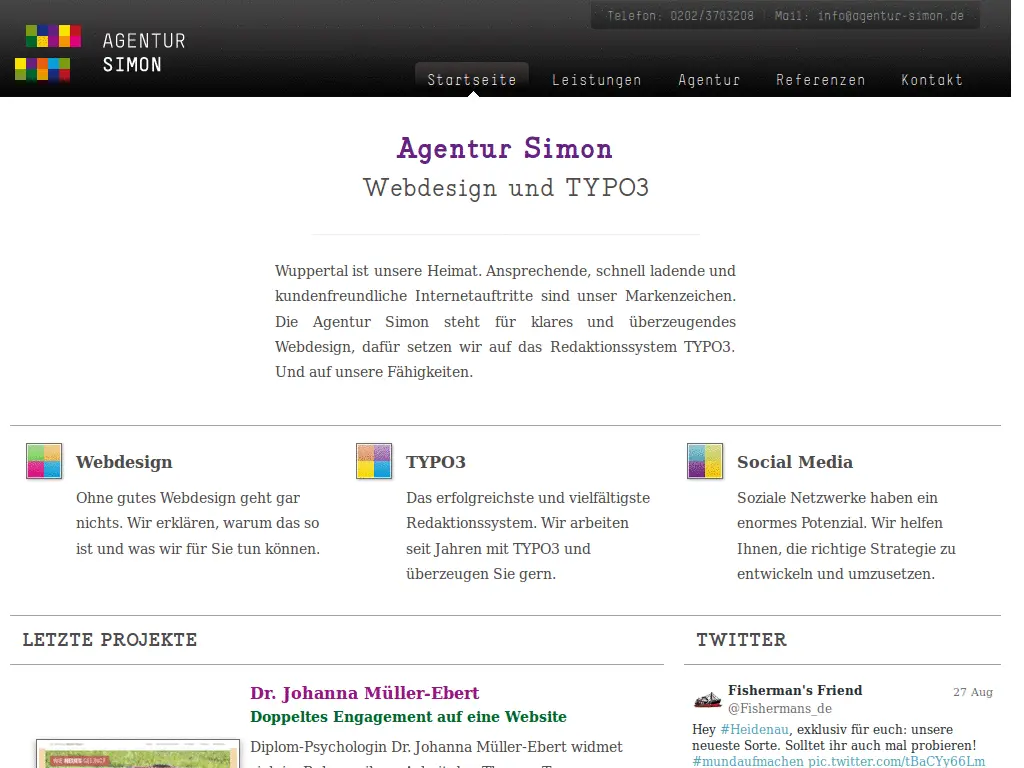 Telefon: 0202/3703208 | Mail: info@agentur-simon.de
AGENTUR
SIMON
Startseite Leistungen Agentur Referenzen Kontakt
Agentur Simon
Webdesign und TYPO3
Wuppertal ist unsere Heimat. Ansprechende, schnell ladende und
kundenfreundliche Internetauftritte sind unser Markenzeichen.
Die Agentur Simon steht für klares und überzeugendes
Webdesign, dafür setzen wir auf das Redaktionssystem TYPO3.
Und auf unsere Fähigkeiten.
Webdesign
Ohne gutes Webdesign geht gar
nichts. Wir erklären, warum das so
ist und was wir für Sie tun können.
TYPO3
Das erfolgreichste und vielfältigste
Redaktionssystem. Wir arbeiten
seit Jahren mit TYPO3 und
überzeugen Sie gern.
Social Media
Soziale Netzwerke haben ein
enormes Potenzial. Wir helfen
Ihnen, die richtige Strategie zu
entwickeln und umzusetzen.
LETZTE PROJEKTE
Dr. Johanna Müller-Ebert
Doppeltes Engagement auf eine Website
Diplom-Psychologin Dr. Johanna Müller-Ebert widmet
TWITTER
Fisherman's Friend 27 Aug
@Fishermans_de
Hey #Heidenau, exklusiv für euch: unsere
neueste Sorte. Solltet ihr auch mal probieren!
#mundaufmachen pic.twitter.com/tBaCYy66Lm